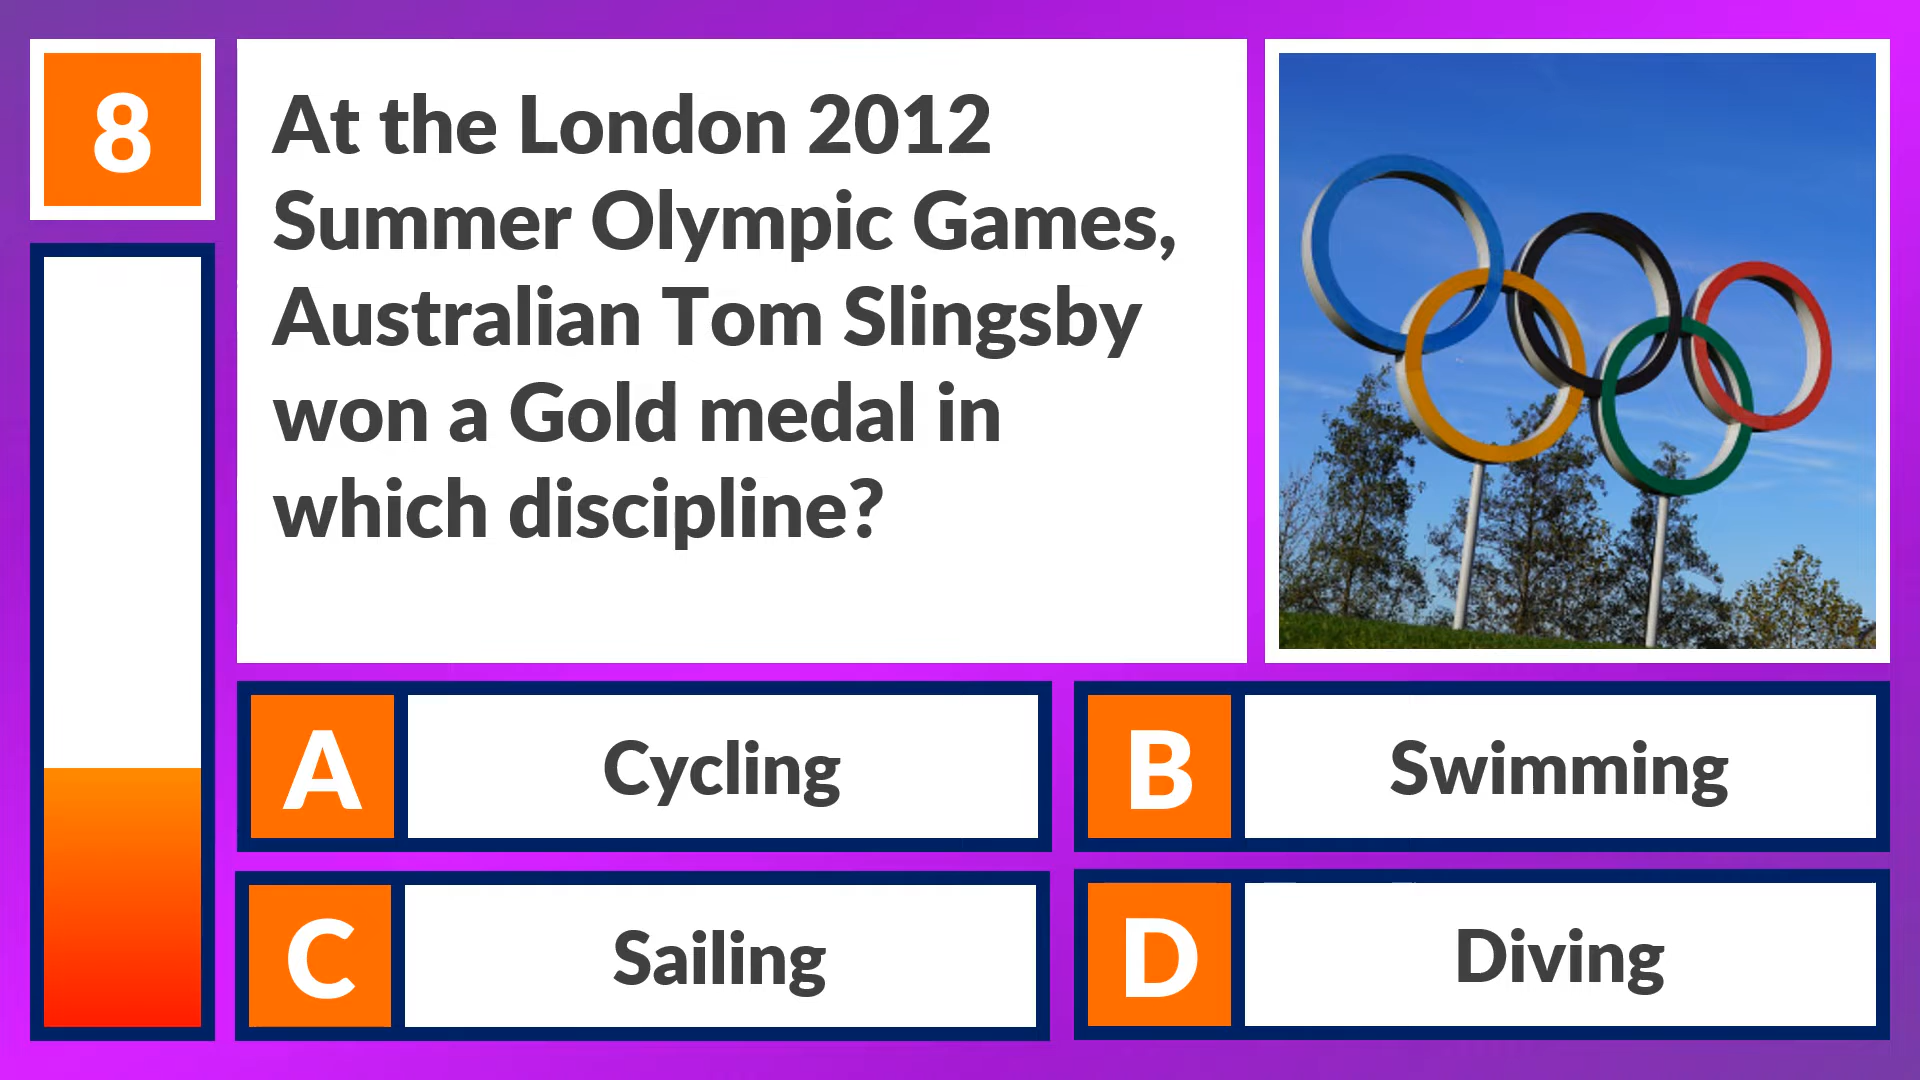 8
At the London 2012
Summer Olympic Games,
Australian Tom Slingsby
won a Gold medal in
which discipline?
A Cycling
B Swimming
C Sailing
D Diving